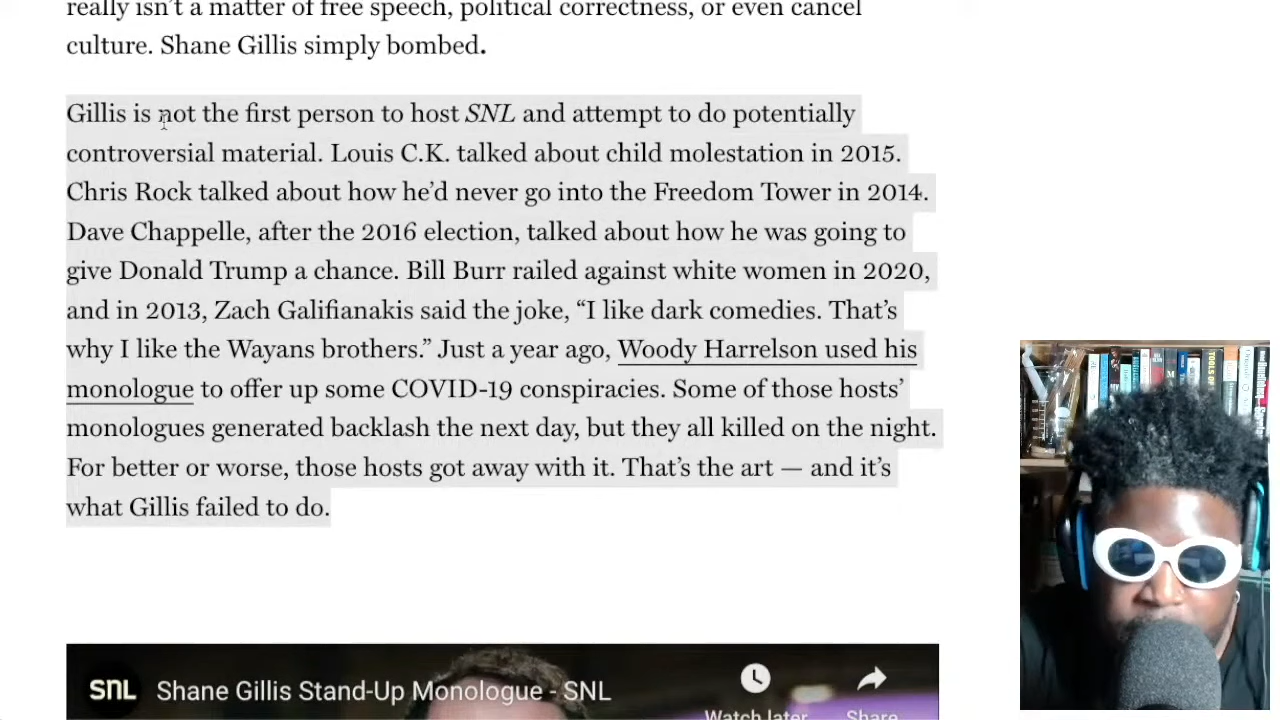 really isn't a matter of free speech, political correctness, or even cancel
culture. Shane Gillis simply bombed.
Gillis is not the first person to host SNL and attempt to do potentially
controversial material. Louis C.K. talked about child molestation in 2015.
Chris Rock talked about how he'd never go into the Freedom Tower in 2014.
Dave Chappelle, after the 2016 election, talked about how he was going to
give Donald Trump a chance. Bill Burr railed against white women in 2020,
and in 2013, Zach Galifianakis said the joke, “I like dark comedies. That's
why I like the Wayans brothers.” Just a year ago, Woody Harrelson used his
monologue to offer up some COVID-19 conspiracies. Some of those hosts'
monologues generated backlash the next day, but they all killed on the night.
For better or worse, those hosts got away with it. That's the art — and it's
what Gillis failed to do.
SNL Shane Gillis Stand-Up Monologue - SNL
Watch later Share
TOOLS OF